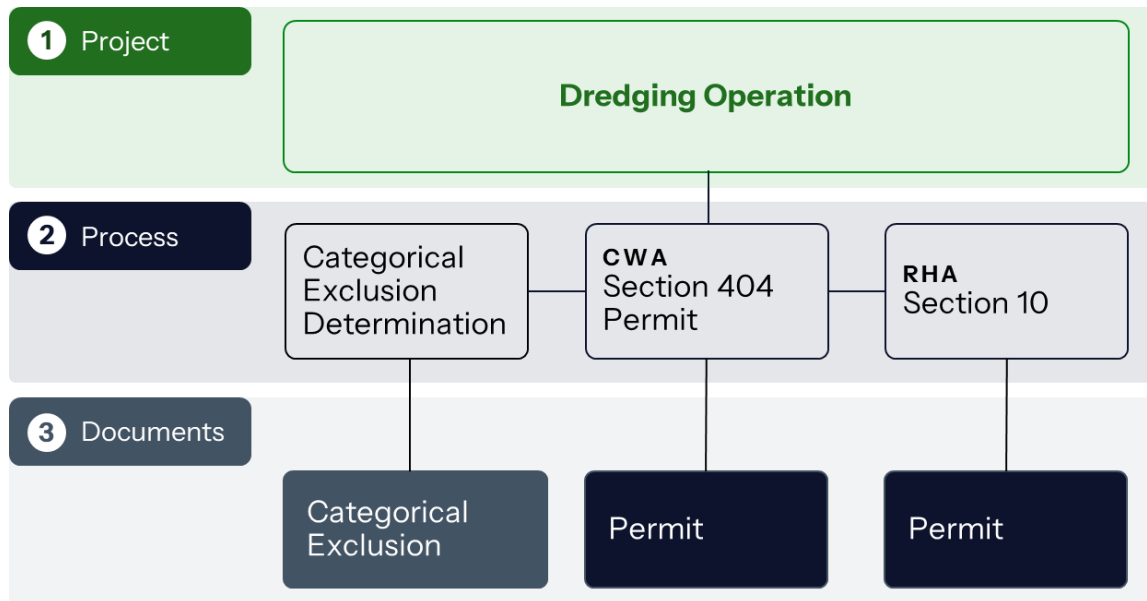 1 Project
Dredging Operation
2 Process
Categorical
Exclusion
Determination
CWA
Section 404
Permit
RHA
Section 10
3 Documents
Categorical
Exclusion
Permit
Permit